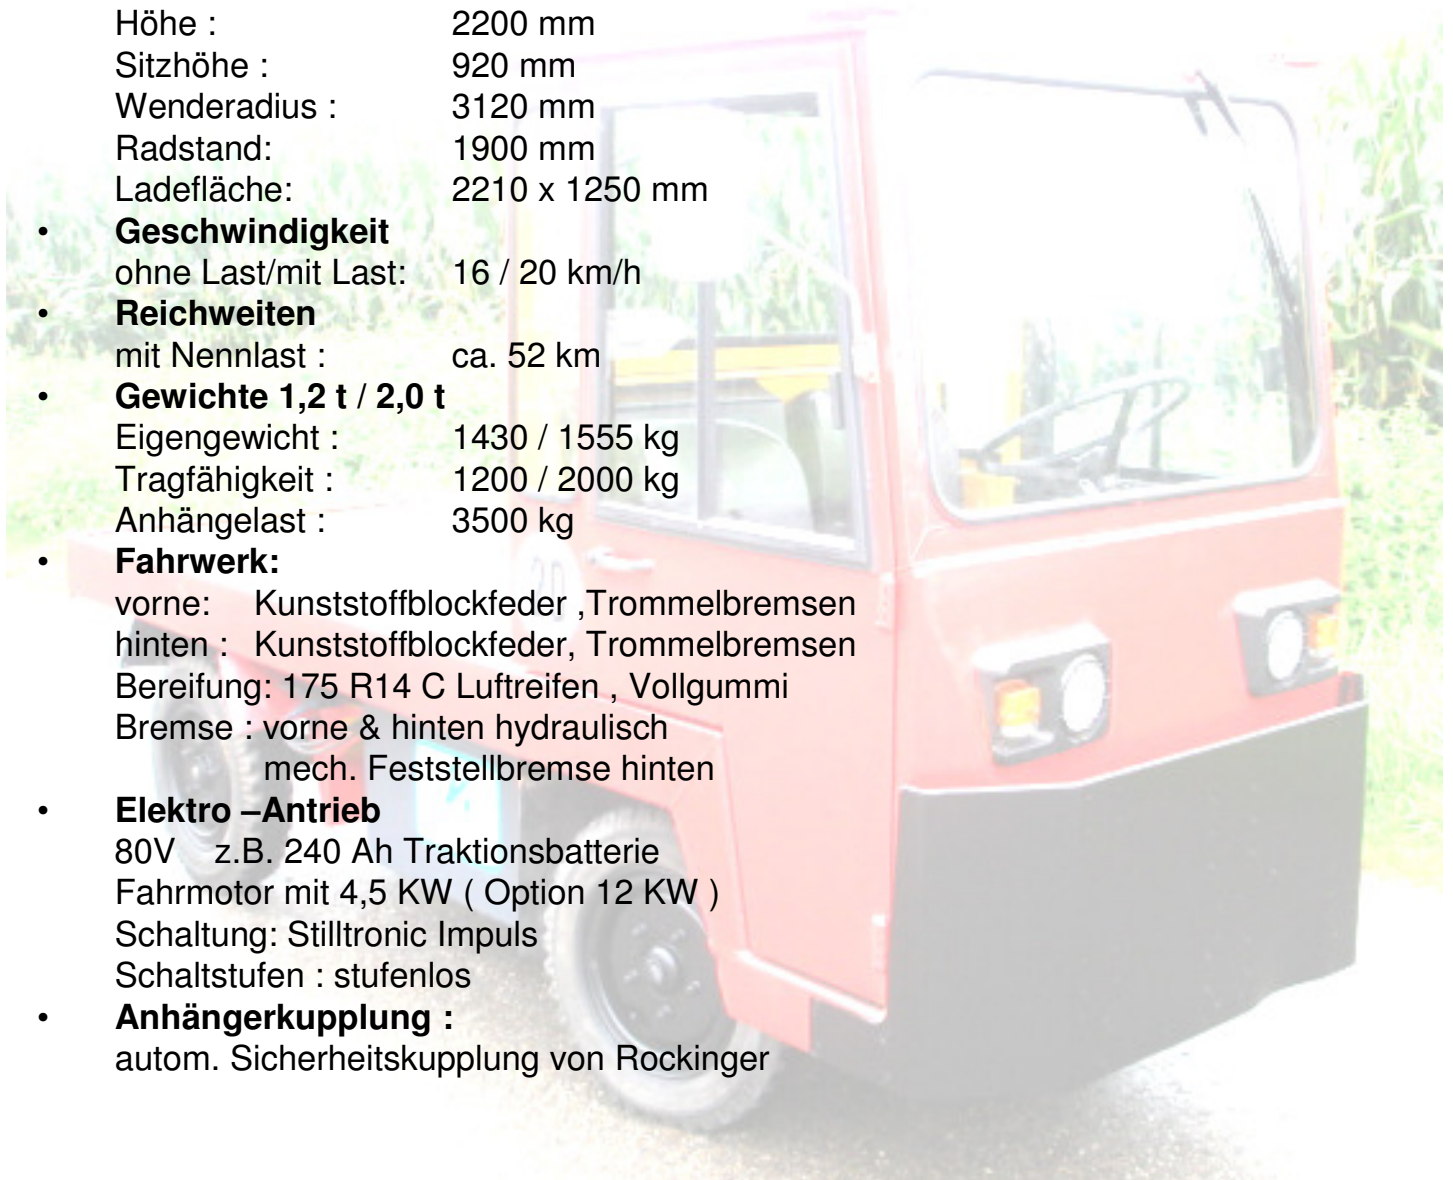 Höhe : 2200 mm
Sitzhöhe : 920 mm
Wenderadius : 3120 mm
Radstand: 1900 mm
Ladefläche: 2210 x 1250 mm
• Geschwindigkeit
ohne Last/mit Last: 16 / 20 km/h
• Reichweiten
mit Nennlast : ca. 52 km
• Gewichte 1,2 t / 2,0 t
Eigengewicht : 1430 / 1555 kg
Tragfähigkeit : 1200 / 2000 kg
Anhängelast : 3500 kg
• Fahrwerk:
vorne: Kunststoffblockfeder ,Trommelbremsen
hinten : Kunststoffblockfeder, Trommelbremsen
Bereifung: 175 R14 C Luftreifen , Vollgummi
Bremse : vorne & hinten hydraulisch
mech. Feststellbremse hinten
• Elektro –Antrieb
80V z.B. 240 Ah Traktionsbatterie
Fahrmotor mit 4,5 KW ( Option 12 KW )
Schaltung: Stilltronic Impuls
Schaltstufen : stufenlos
• Anhängerkupplung :
autom. Sicherheitskupplung von Rockinger